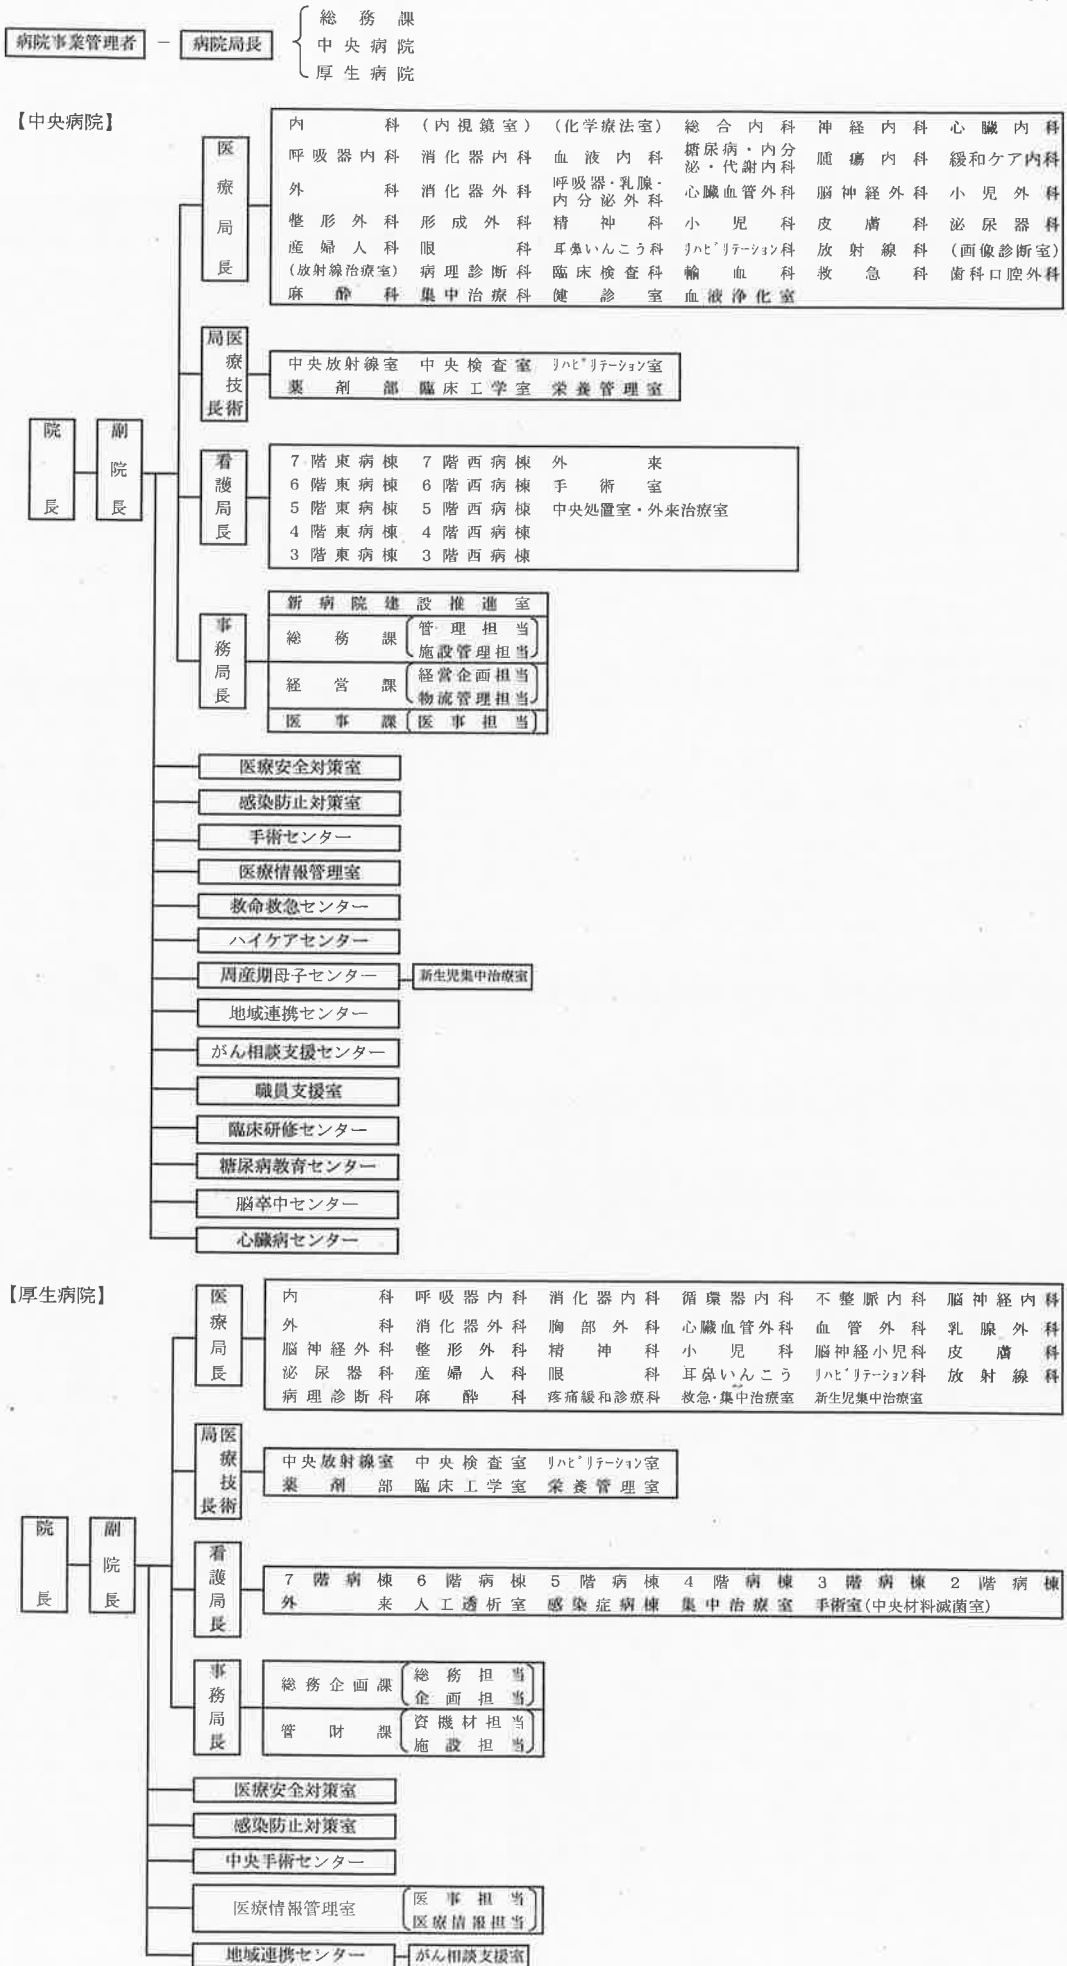 病院事業管理者 － 病院局長
総務課
中央病院
厚生病院
【中央病院】
医療局長
内科 (内視鏡室) (化学療法室) 総合内科 神経内科 心臓内科
呼吸器内科 消化器内科 血液内科 糖尿病・内分泌・代謝内科 腫瘍内科 緩和ケア内科
外科 消化器外科 呼吸器・乳腺・内分泌外科 心臓血管外科 脳神経外科 小児外科
整形外科 形成外科 精神科 小児科 皮膚科 泌尿器科
産婦人科 眼科 耳鼻いんこう科 リハビリテーション科 放射線科 (画像診断室)
(放射線治療室) 病理診断科 臨床検査科 輸血科 救急科 歯科口腔外科
麻酔科 集中治療科 健診室 血液浄化室
医療技術局長
中央放射線室 中央検査室 リハビリテーション室
薬剤部 臨床工学室 栄養管理室
院長
副院長
看護局長
7階東病棟 7階西病棟 外来
6階東病棟 6階西病棟 手術室
5階東病棟 5階西病棟 中央処置室・外来治療室
4階東病棟 4階西病棟
3階東病棟 3階西病棟
事務局長
新病院建設推進室
総務課 管理担当
施設管理担当
経営課 経営企画担当
物流管理担当
医事課 医事担当
医療安全対策室
感染防止対策室
手術センター
医療情報管理室
救命救急センター
ハイケアセンター
周産期母子センター 新生児集中治療室
地域連携センター
がん相談支援センター
職員支援室
臨床研修センター
糖尿病教育センター
脳卒中センター
心臓病センター
【厚生病院】
医療局長
内科 呼吸器内科 消化器内科 循環器内科 不整脈内科 脳神経内科
外科 消化器外科 胸部外科 心臓血管外科 血管外科 乳腺外科
脳神経外科 整形外科 精神科 小児科 脳神経小児科 皮膚科
泌尿器科 産婦人科 眼科 耳鼻いんこう リハビリテーション科 放射線科
病理診断科 麻酔科 疼痛緩和診療科 救急・集中治療室 新生児集中治療室
医療技術局長
中央放射線室 中央検査室 リハビリテーション室
薬剤部 臨床工学室 栄養管理室
院長
副院長
看護局長
7階病棟 6階病棟 5階病棟 4階病棟 3階病棟 2階病棟
外来 人工透析室 感染症病棟 集中治療室 手術室(中央材料滅菌室)
事務局長
総務企画課 総務担当
企画担当
管財課 資機材担当
施設担当
医療安全対策室
感染防止対策室
中央手術センター
医療情報管理室 医事担当
医療情報担当
地域連携センター がん相談支援室